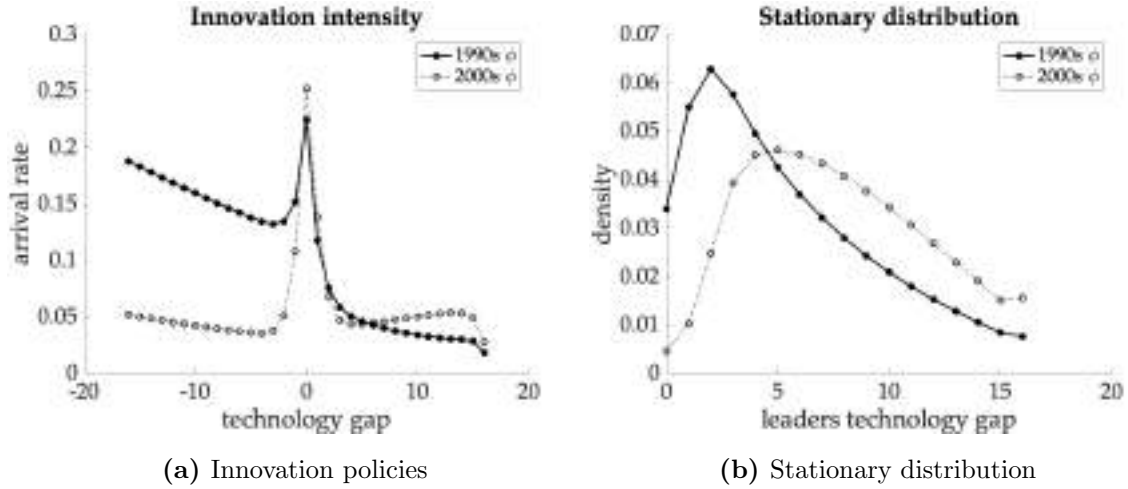 Innovation intensity
0.3
0.25
0.2
0.15
0.1
0.05
0
arrival rate
1990s ϕ
2000s ϕ
-20
-10
0
10
20
technology gap
(a) Innovation policies
Stationary distribution
0.07
0.06
0.05
0.04
0.03
0.02
0.01
0
density
1990s ϕ
2000s ϕ
0
5
10
15
20
leaders technology gap
(b) Stationary distribution